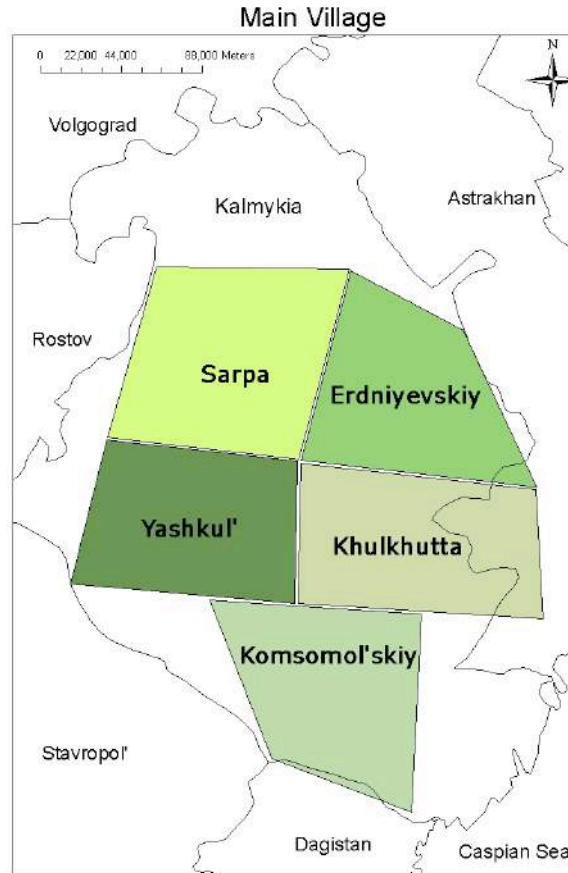 Main Village
0 22,000 44,000 88,000 Meters
N
Volgograd
Astrakhan
Kalmykia
Rostov
Sarpa
Erdniyevskiy
Yashkul'
Khulkhutta
Komsomol'skiy
Stavropol'
Dagistan
Caspian Sea